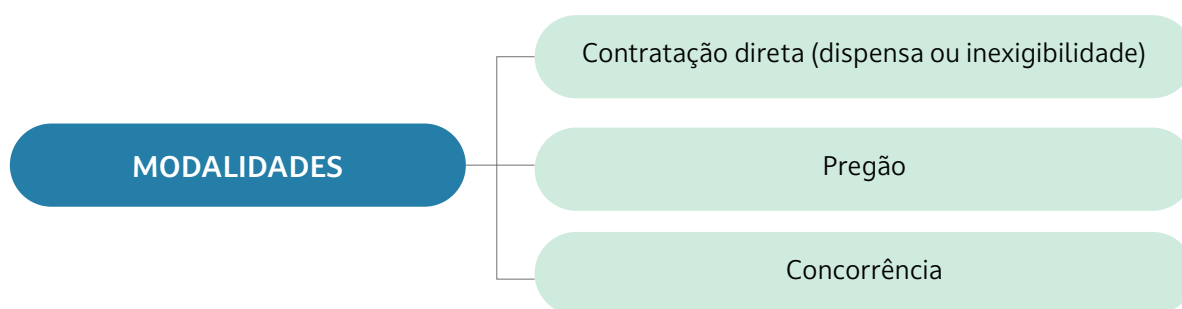 MODALIDADES
Contratação direta (dispensa ou inexigibilidade)
Pregão
Concorrência